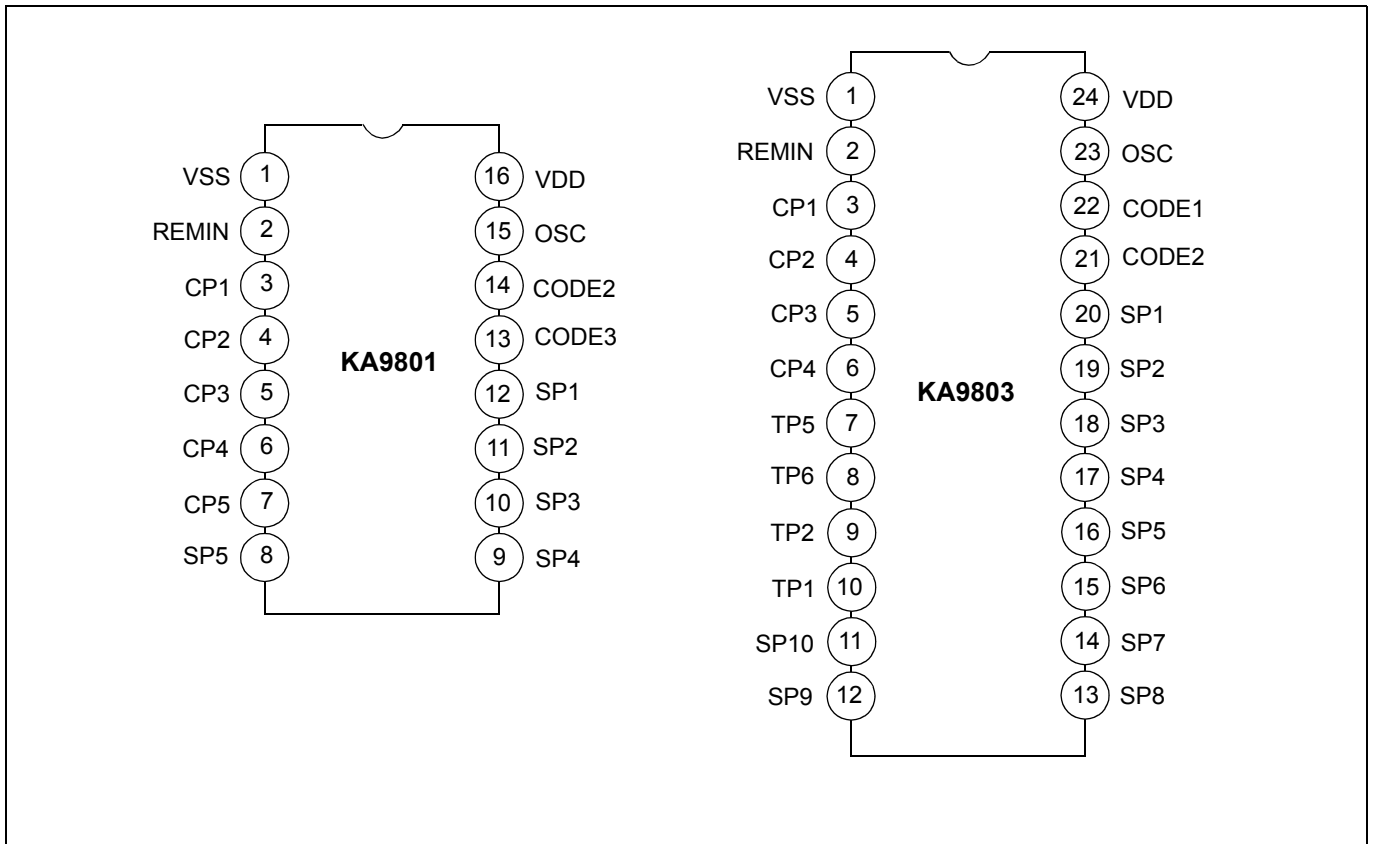 VSS 1
REMIN 2
CP1 3
CP2 4
CP3 5
CP4 6
CP5 7
SP5 8
KA9801
16 VDD
15 OSC
14 CODE2
13 CODE3
12 SP1
11 SP2
10 SP3
9 SP4
VSS 1
REMIN 2
CP1 3
CP2 4
CP3 5
CP4 6
TP5 7
TP6 8
TP2 9
TP1 10
SP10 11
SP9 12
KA9803
24 VDD
23 OSC
22 CODE1
21 CODE2
20 SP1
19 SP2
18 SP3
17 SP4
16 SP5
15 SP6
14 SP7
13 SP8